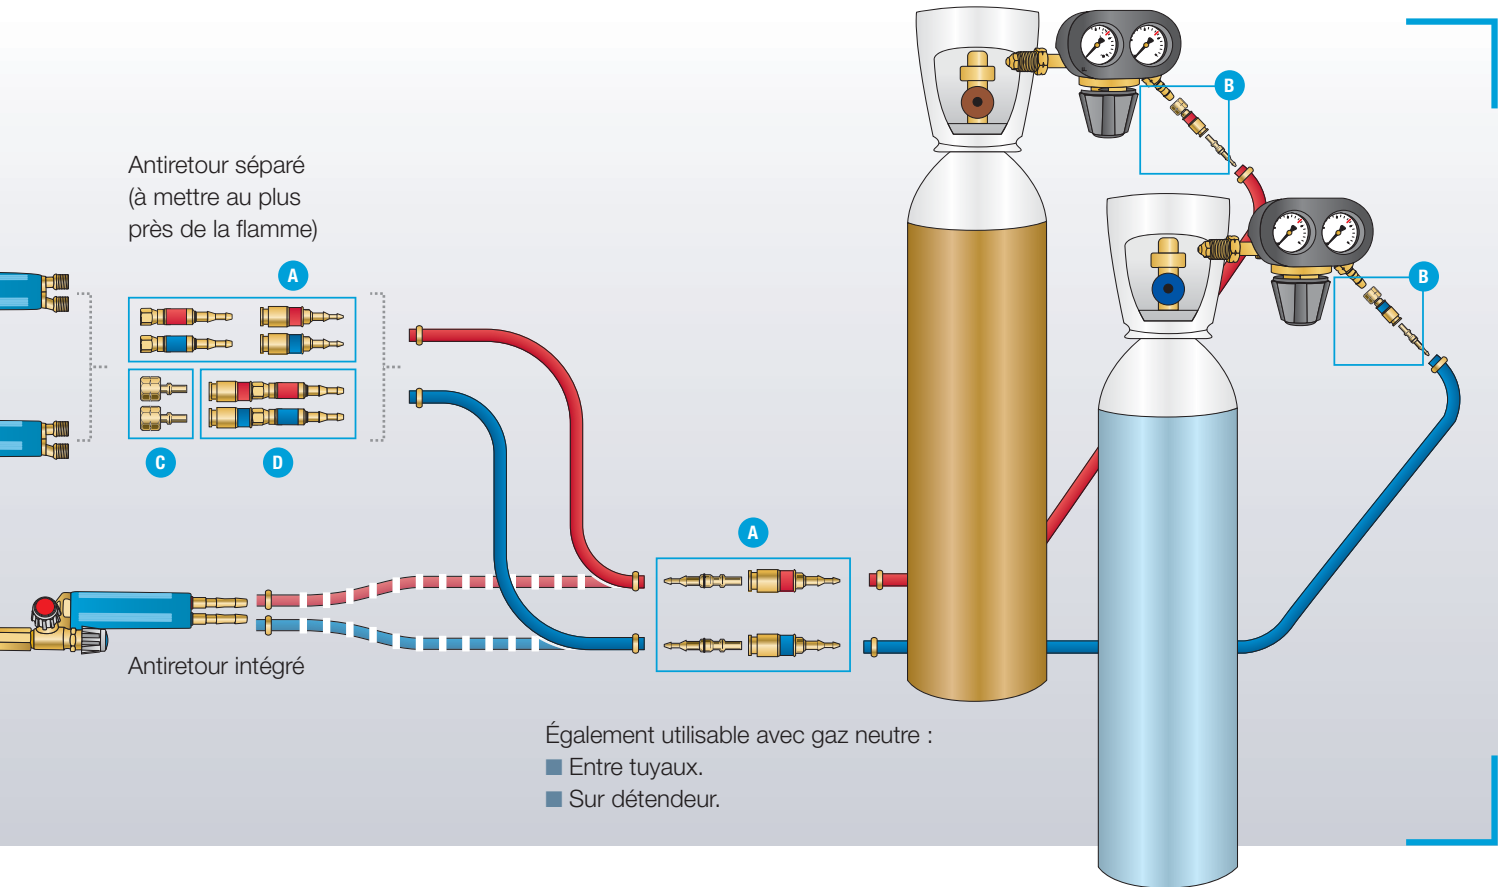 B
Antiretour séparé
(à mettre au plus
près de la flamme)
A
B
C
D
A
Antiretour intégré
Également utilisable avec gaz neutre :
■ Entre tuyaux.
■ Sur détendeur.